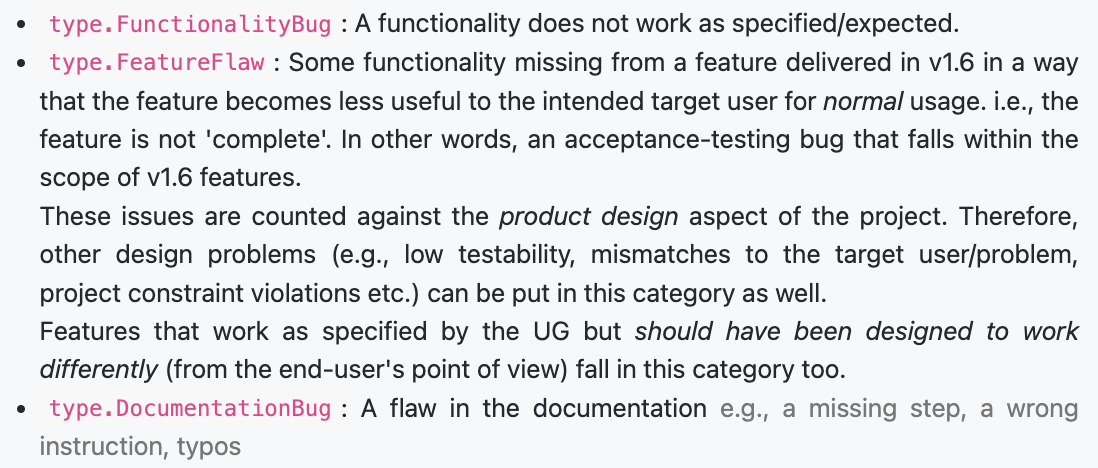 • type.FunctionalityBug : A functionality does not work as specified/expected.
• type.FeatureFlaw : Some functionality missing from a feature delivered in v1.6 in a way
that the feature becomes less useful to the intended target user for normal usage. i.e., the
feature is not 'complete'. In other words, an acceptance-testing bug that falls within the
scope of v1.6 features.
These issues are counted against the product design aspect of the project. Therefore,
other design problems (e.g., low testability, mismatches to the target user/problem,
project constraint violations etc.) can be put in this category as well.
Features that work as specified by the UG but should have been designed to work
differently (from the end-user's point of view) fall in this category too.
• type.DocumentationBug : A flaw in the documentation e.g., a missing step, a wrong
instruction, typos